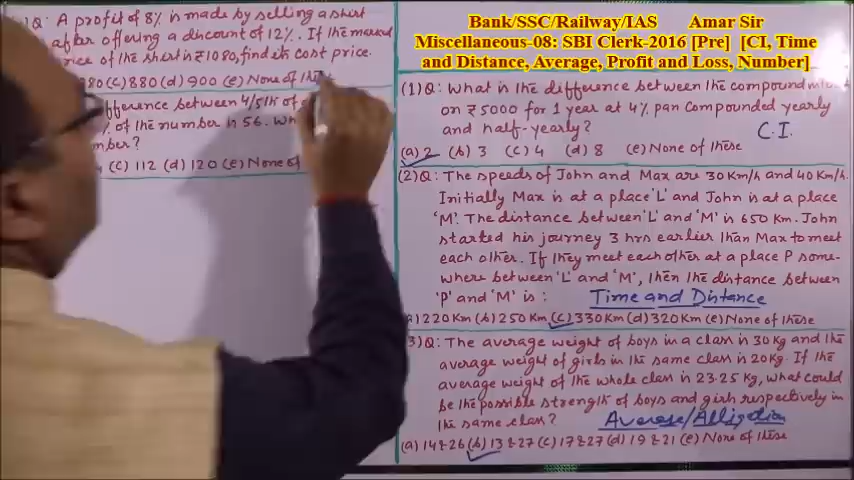 Bank/SSC/Railway/IAS Amar Sir
Miscellaneous-08: SBI Clerk-2016 [Pre] [CI, Time
and Distance, Average, Profit and Loss, Number]
Q: A profit of 8% is made by selling a shirt
after offering a discount of 12%. If the marked
of the shirt is ₹1080, find its cost price.
80 (c) 880 (d) 900 (e) None of
between 4/5th of
% of the number is 56.
(c) 112 (d) 120 (e) None of
(1) Q: What is the difference between the compound
on ₹5000 for 1 year at 4% pan compounded yearly
and half-yearly?
C.I.
(a) 2 (b) 3 (c) 4 (d) 8 (e) None of these
(2) Q: The speeds of John and Max are 30 Km/h and 40 Km/h.
Initially Max is at a place 'L' and John is at a place
'M'. The distance between 'L' and 'M' is 650 Km. John
started his journey 3 hrs earlier than Max to meet
each other. If they meet each other at a place P some-
where between 'L' and 'M', then the distance between
'P' and 'M' is :
Time and Distance
220 Km (b) 250 Km (c) 330 Km (d) 320 Km (e) None of these
3) Q: The average weight of boys in a class is 30 Kg and the
average weight of girls in the same class is 20 Kg. If the
average weight of the whole class is 23.25 Kg, what could
be the possible strength of boys and girls respectively in
the same class?
Average/Alligation
(a) 14 & 26 (b) 13 & 27 (c) 17 & 27 (d) 19 & 21 (e) None of these